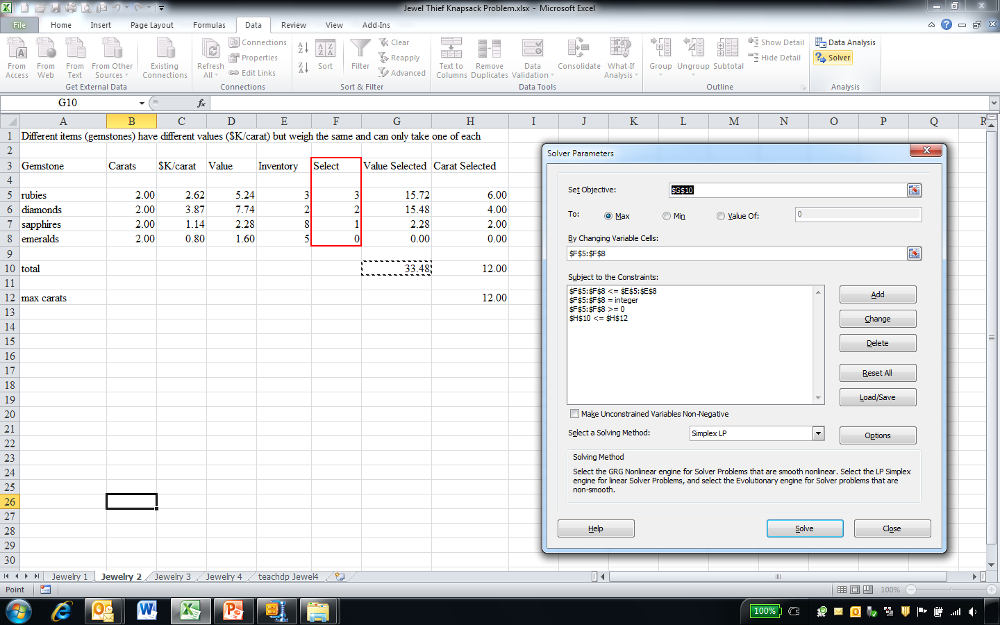 Jewel Thief Knapsack Problem.xlsx - Microsoft Excel
File Home Insert Page Layout Formulas Data Review View Add-Ins
From Access From Web From Text From Other Sources Existing Connections
Get External Data
Refresh All Connections Properties Edit Links
Connections
Sort Filter Clear Reapply Advanced
Sort & Filter
Text to Columns Remove Duplicates Data Validation Consolidate What-If Analysis
Data Tools
Group Ungroup Subtotal Show Detail Hide Detail
Outline
Data Analysis Solver
Analysis
G10 fx
A B C D E F G H I J K L M N O P Q R
1 Different items (gemstones) have different values ($K/carat) but weigh the same and can only take one of each
2
3 Gemstone Carats $K/carat Value Inventory Select Value Selected Carat Selected
4
5 rubies 2.00 2.62 5.24 3 3 15.72 6.00
6 diamonds 2.00 3.87 7.74 2 2 15.48 4.00
7 sapphires 2.00 1.14 2.28 8 1 2.28 2.00
8 emeralds 2.00 0.80 1.60 5 0 0.00 0.00
9
10 total 33.48 12.00
11
12 max carats 12.00
13
14
15
16
17
18
19
20
21
22
23
24
25
26
27
28
29
30
Solver Parameters
Set Objective: $G$10
To: Max Min Value Of: 0
By Changing Variable Cells:
$F$5:$F$8
Subject to the Constraints:
$F$5:$F$8 <= $E$5:$E$8
$F$5:$F$8 = integer
$F$5:$F$8 >= 0
$H$10 <= $H$12
Add
Change
Delete
Reset All
Load/Save
Make Unconstrained Variables Non-Negative
Select a Solving Method: Simplex LP Options
Solving Method
Select the GRG Nonlinear engine for Solver Problems that are smooth nonlinear. Select the LP Simplex
engine for linear Solver Problems, and select the Evolutionary engine for Solver problems that are
non-smooth.
Help Solve Close
Jewelry 1 Jewelry 2 Jewelry 3 Jewelry 4 teachdp Jewel4
Point 100%
100%